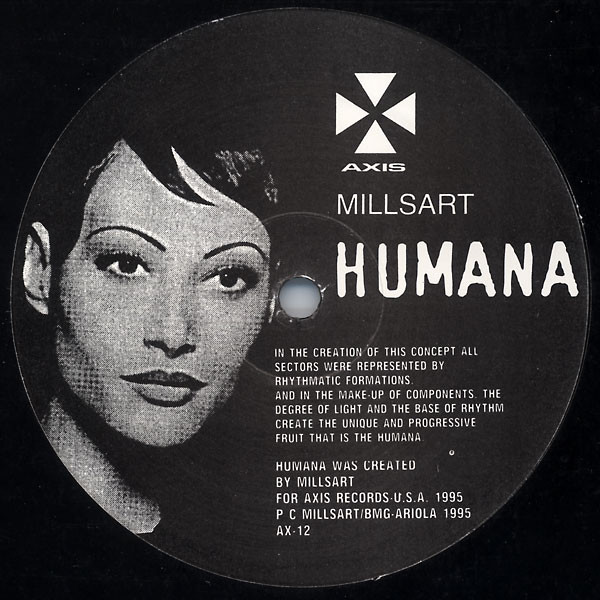 AXIS
MILLSART
HUMANA
IN THE CREATION OF THIS CONCEPT ALL
SECTORS WERE REPRESENTED BY
RHYTHMATIC FORMATIONS.
AND IN THE MAKE-UP OF COMPONENTS. THE
DEGREE OF LIGHT AND THE BASE OF RHYTHM
CREATE THE UNIQUE AND PROGRESSIVE
FRUIT THAT IS THE HUMANA.
HUMANA WAS CREATED
BY MILLSART
FOR AXIS RECORDS-U.S.A. 1995
P C MILLSART/BMG-ARIOLA 1995
AX-12